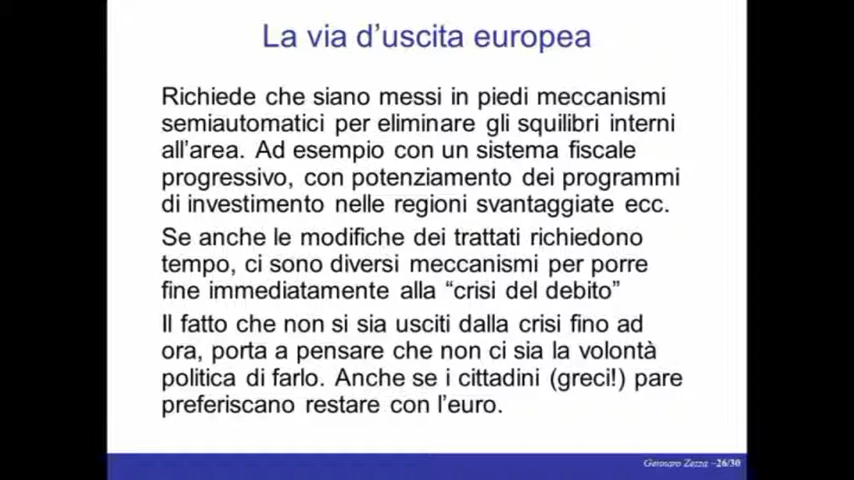 La via d'uscita europea
Richiede che siano messi in piedi meccanismi
semiautomatici per eliminare gli squilibri interni
all'area. Ad esempio con un sistema fiscale
progressivo, con potenziamento dei programmi
di investimento nelle regioni svantaggiate ecc.
Se anche le modifiche dei trattati richiedono
tempo, ci sono diversi meccanismi per porre
fine immediatamente alla “crisi del debito”
Il fatto che non si sia usciti dalla crisi fino ad
ora, porta a pensare che non ci sia la volontà
politica di farlo. Anche se i cittadini (greci!) pare
preferiscano restare con l'euro.
Gennaro Zezza –26/30